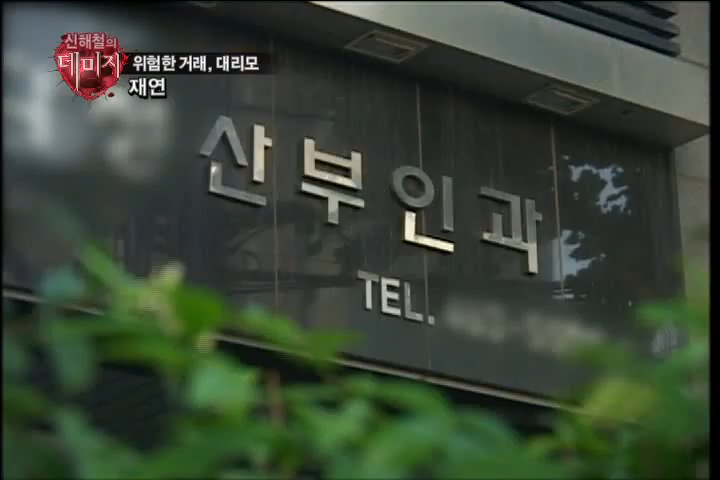 신해철의
데미지
위험한 거래, 대리모
재연
산부인과
TEL.